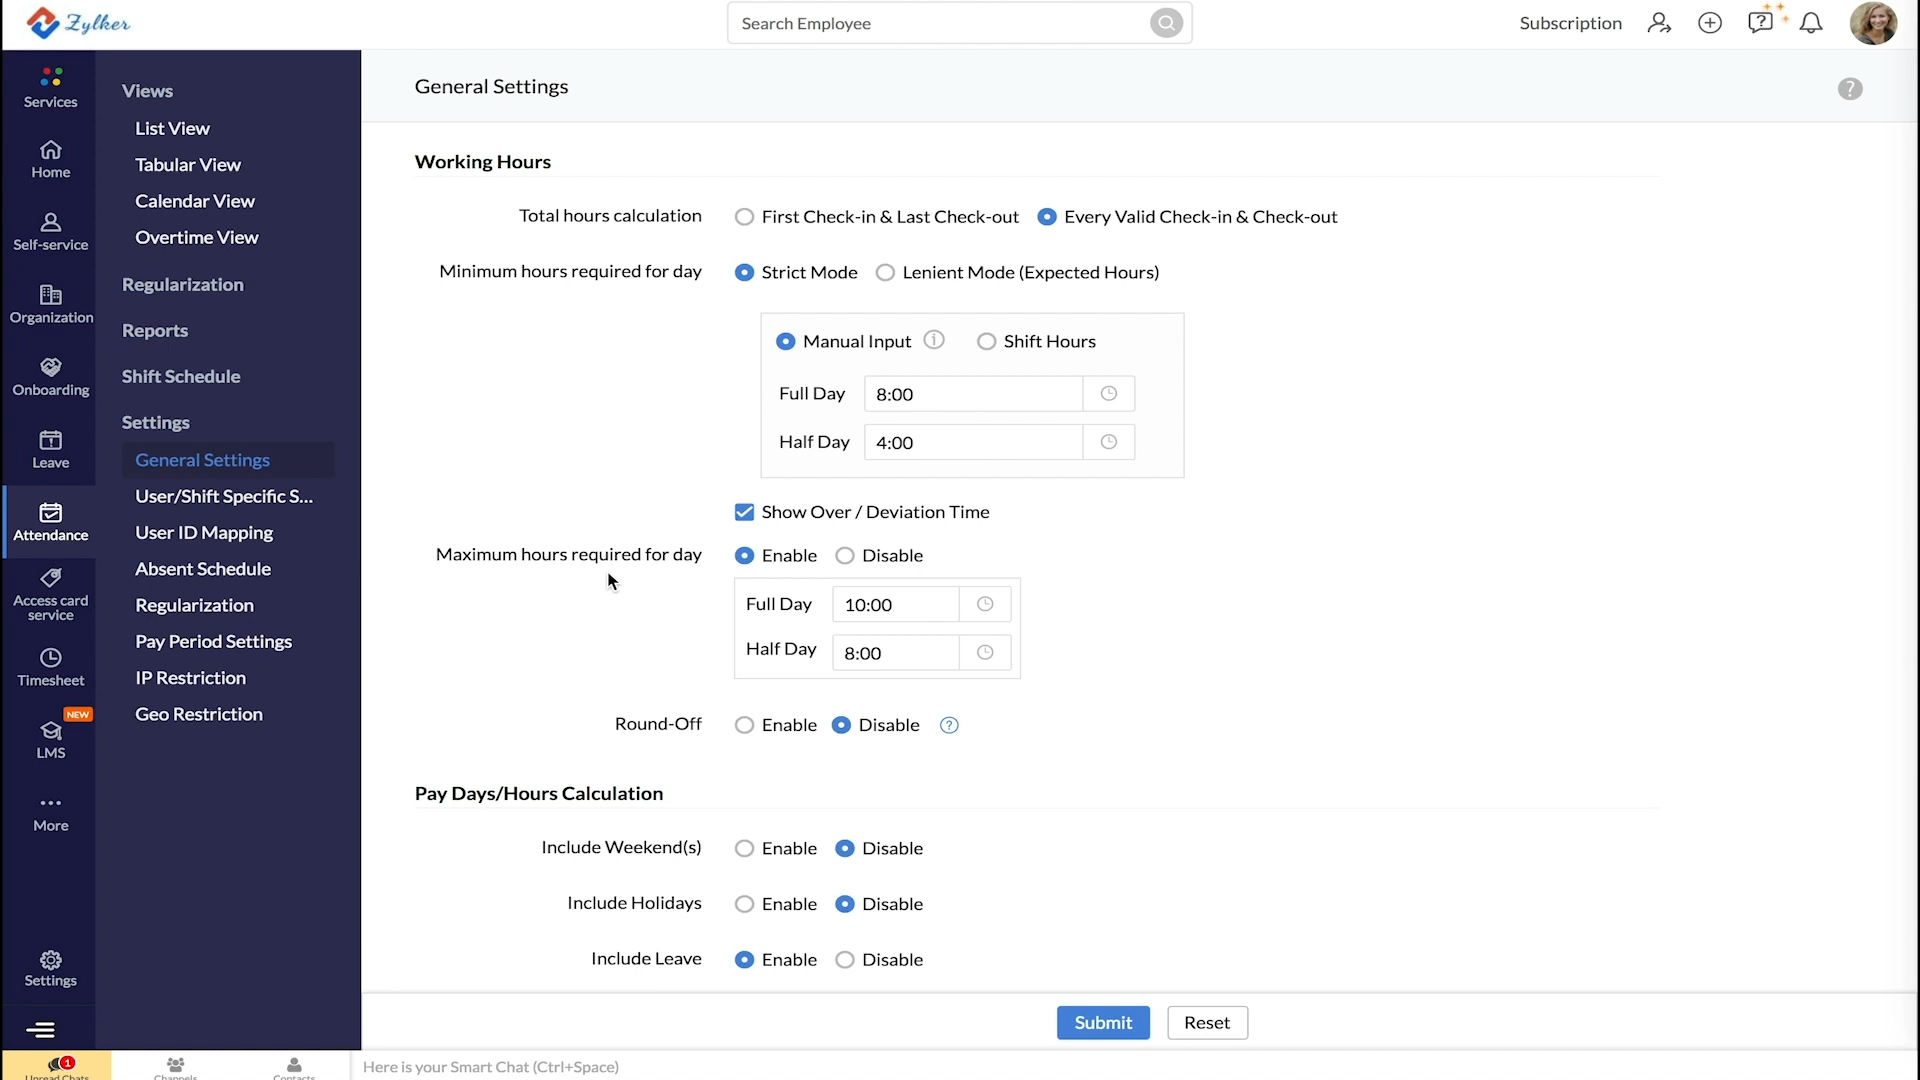 Zylker
Search Employee
Subscription
Services
Home
Self-service
Organization
Onboarding
Leave
Attendance
Access card
service
Timesheet
NEW
LMS
More
Settings
Views
List View
Tabular View
Calendar View
Overtime View
Regularization
Reports
Shift Schedule
Settings
General Settings
User/Shift Specific S...
User ID Mapping
Absent Schedule
Regularization
Pay Period Settings
IP Restriction
Geo Restriction
General Settings
?
Working Hours
Total hours calculation First Check-in & Last Check-out Every Valid Check-in & Check-out
Minimum hours required for day Strict Mode Lenient Mode (Expected Hours)
Manual Input Shift Hours
Full Day 8:00
Half Day 4:00
Show Over / Deviation Time
Maximum hours required for day Enable Disable
Full Day 10:00
Half Day 8:00
Round-Off Enable Disable ?
Pay Days/Hours Calculation
Include Weekend(s) Enable Disable
Include Holidays Enable Disable
Include Leave Enable Disable
Submit Reset
1
Unread Chats Channels Contacts
Here is your Smart Chat (Ctrl+Space)